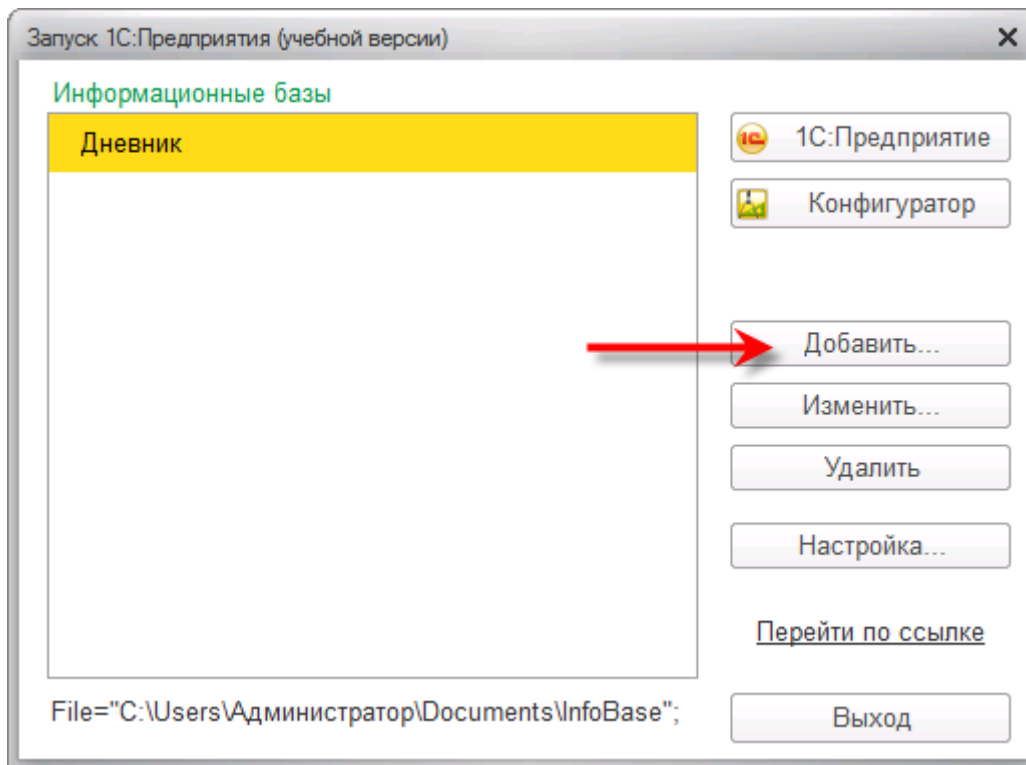 Запуск 1С:Предприятия (учебной версии)
Информационные базы
Дневник
1С:Предприятие
Конфигуратор
Добавить...
Изменить...
Удалить
Настройка...
Перейти по ссылке
File="C:\Users\Администратор\Documents\InfoBase";
Выход